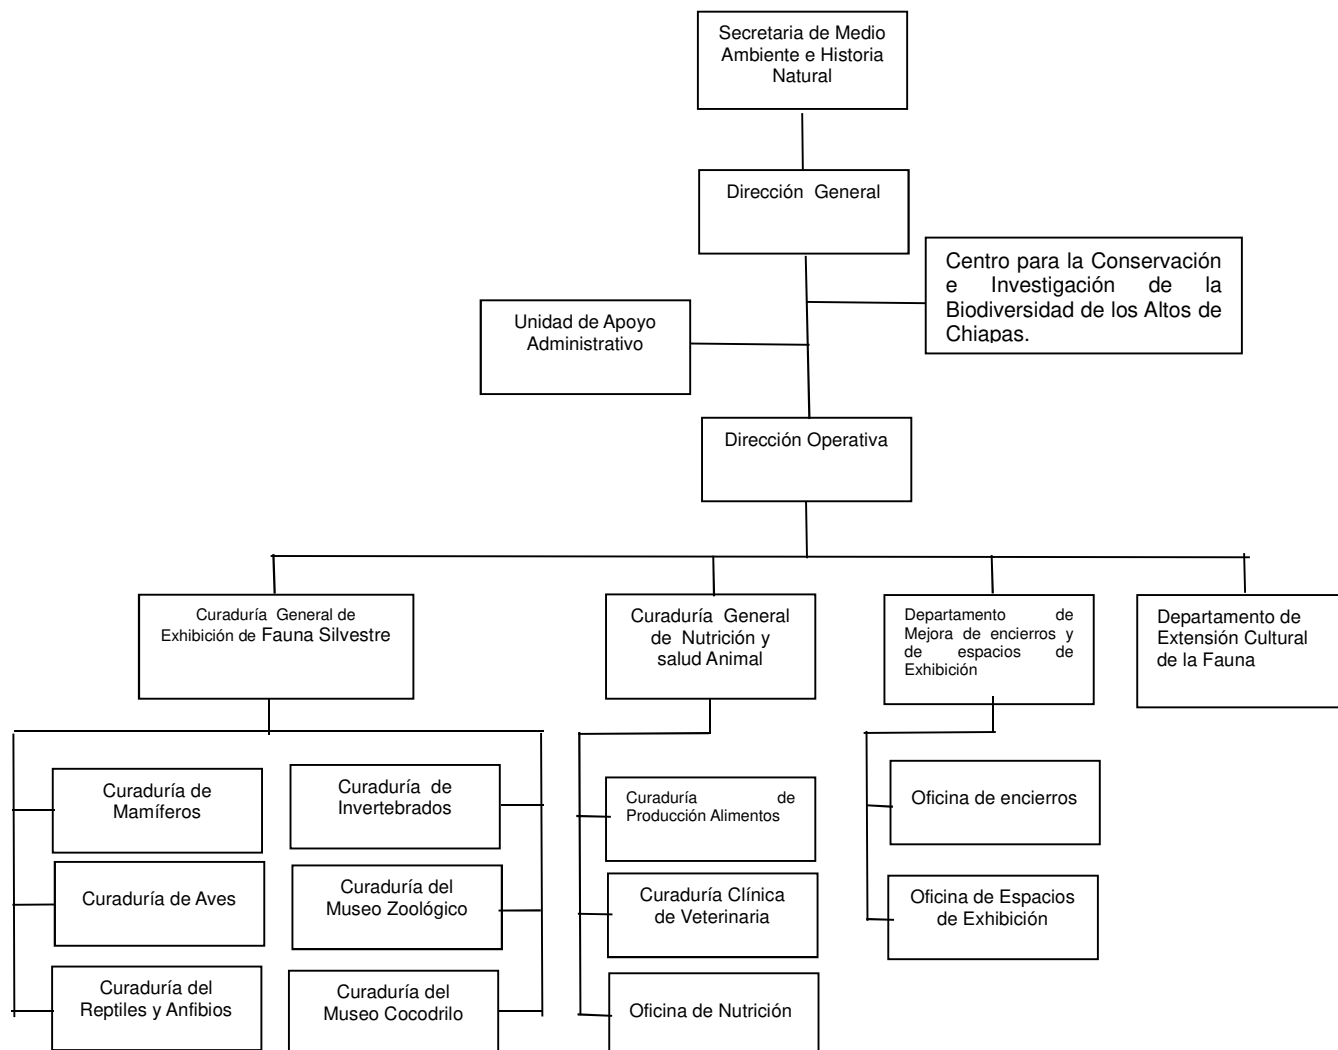 Secretaria de Medio
Ambiente e Historia
Natural
Dirección General
Centro para la Conservación
e Investigación de la
Biodiversidad de los Altos de
Chiapas.
Unidad de Apoyo
Administrativo
Dirección Operativa
Curaduría General de
Exhibición de Fauna Silvestre
Curaduría General
de Nutrición y
salud Animal
Departamento de
Mejora de encierros y
de espacios de
Exhibición
Departamento de
Extensión Cultural
de la Fauna
Curaduría de
Mamíferos
Curaduría de
Invertebrados
Curaduría de
Producción Alimentos
Oficina de encierros
Curaduría de Aves
Curaduría del
Museo Zoológico
Curaduría Clínica
de Veterinaria
Oficina de Espacios
de Exhibición
Curaduría del
Reptiles y Anfibios
Curaduría del
Museo Cocodrilo
Oficina de Nutrición